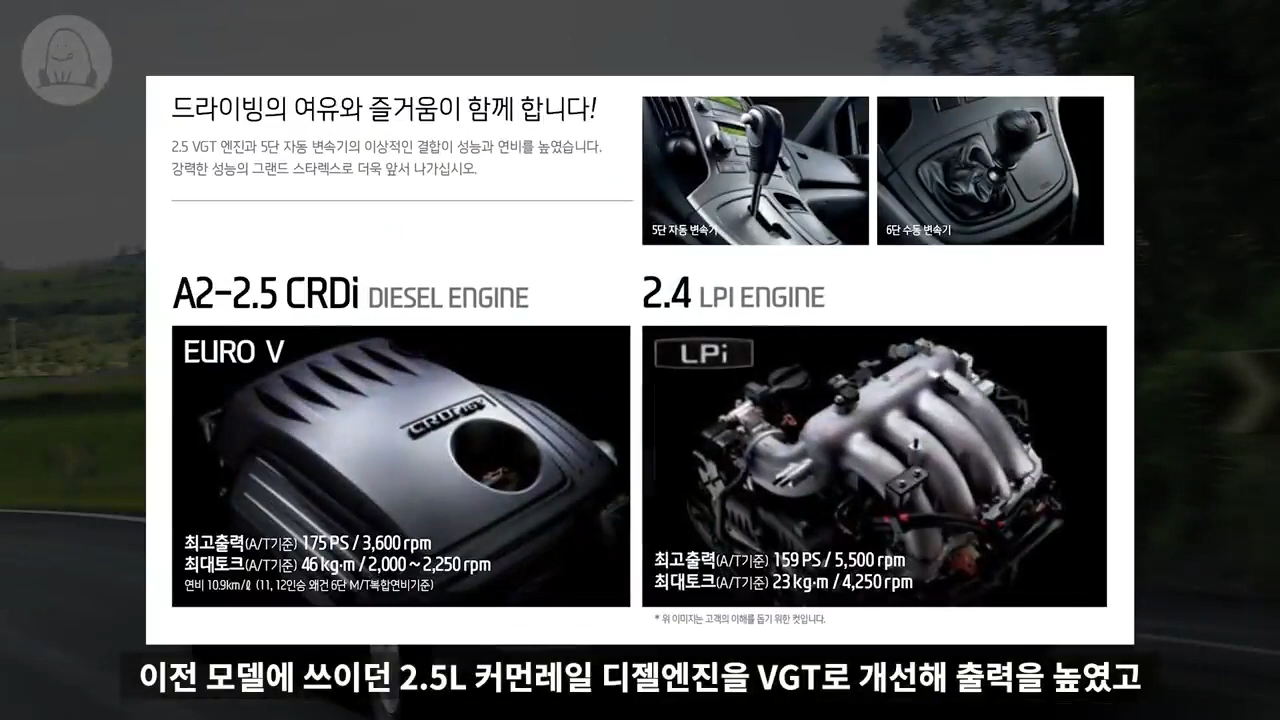 드라이빙의 여유와 즐거움이 함께 합니다!
2.5 VGT 엔진과 5단 자동 변속기의 이상적인 결합이 성능과 연비를 높였습니다.
강력한 성능의 그랜드 스타렉스로 더욱 앞서 나가십시오.
5단 자동 변속기
6단 수동 변속기
A2-2.5 CRDi DIESEL ENGINE
2.4 LPI ENGINE
EURO V
LPi
최고출력(A/T기준) 175 PS / 3,600 rpm
최대토크(A/T기준) 46 kg·m / 2,000 ~ 2,250 rpm
연비 10.9km/ℓ (11, 12인승 왜건 6단 M/T복합연비기준)
최고출력(A/T기준) 159 PS / 5,500 rpm
최대토크(A/T기준) 23 kg·m / 4,250 rpm
* 위 이미지는 고객의 이해를 돕기 위한 컷입니다.
이전 모델에 쓰이던 2.5L 커먼레일 디젤엔진을 VGT로 개선해 출력을 높였고